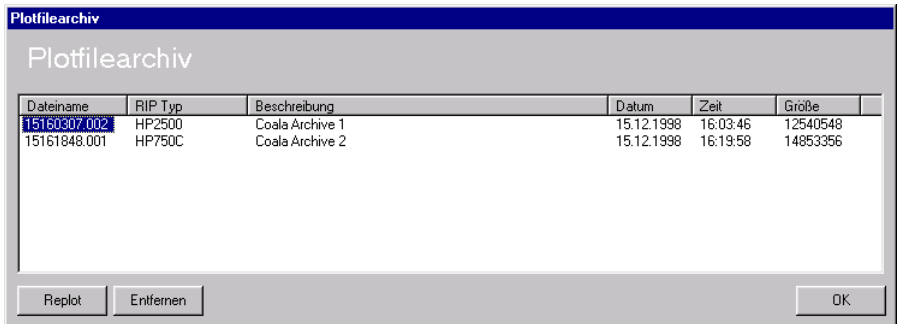 Plotfilearchiv
Plotfilearchiv
Dateiname RIP Typ Beschreibung Datum Zeit Größe
15160307.002 HP2500 Coala Archive 1 15.12.1998 16:03:46 12540548
15161848.001 HP750C Coala Archive 2 15.12.1998 16:19:58 14853356
Replot Entfernen OK